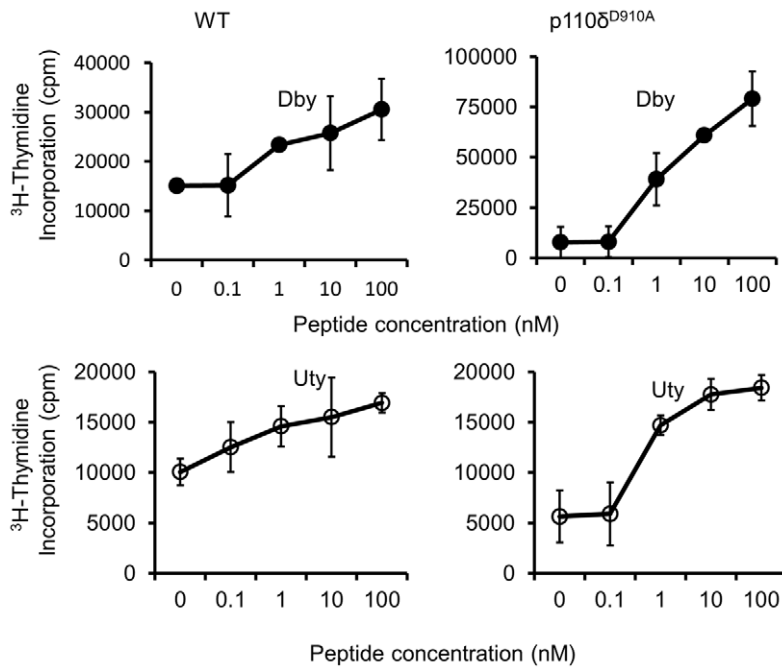 WT
p110δD910A
3H-Thymidine
Incorporation (cpm)
40000
30000
20000
10000
0
Dby
0 0.1 1 10 100
100000
75000
50000
25000
0
Dby
0 0.1 1 10 100
Peptide concentration (nM)
3H-Thymidine
Incorporation (cpm)
20000
15000
10000
5000
0
Uty
0 0.1 1 10 100
20000
15000
10000
5000
0
Uty
0 0.1 1 10 100
Peptide concentration (nM)